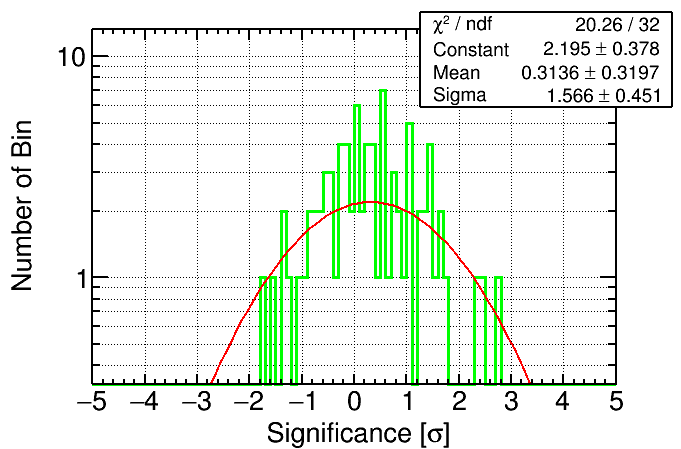 χ² / ndf 20.26 / 32
Constant 2.195 ± 0.378
Mean 0.3136 ± 0.3197
Sigma 1.566 ± 0.451
10
1
Number of Bin
−5 −4 −3 −2 −1 0 1 2 3 4 5
Significance [σ]